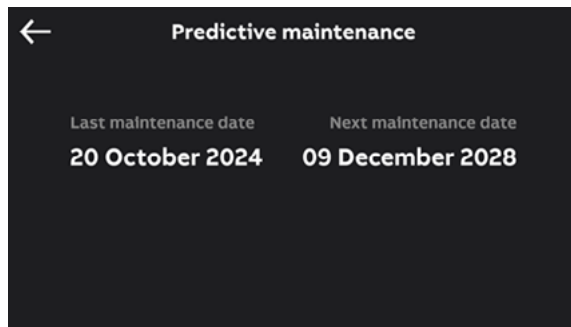 Predictive maintenance
Last maintenance date Next maintenance date
20 October 2024 09 December 2028